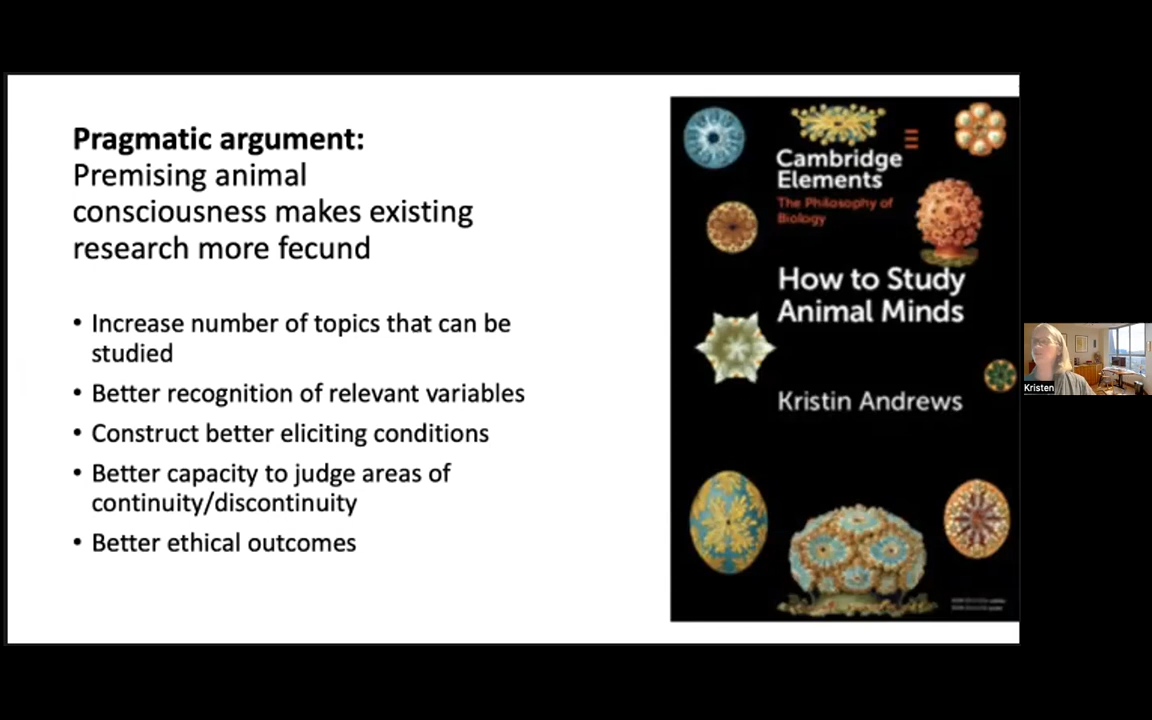 Pragmatic argument:
Premising animal
consciousness makes existing
research more fecund
• Increase number of topics that can be
studied
• Better recognition of relevant variables
• Construct better eliciting conditions
• Better capacity to judge areas of
continuity/discontinuity
• Better ethical outcomes
Cambridge
Elements
The Philosophy of
Biology
How to Study
Animal Minds
Kristin Andrews
Kristen